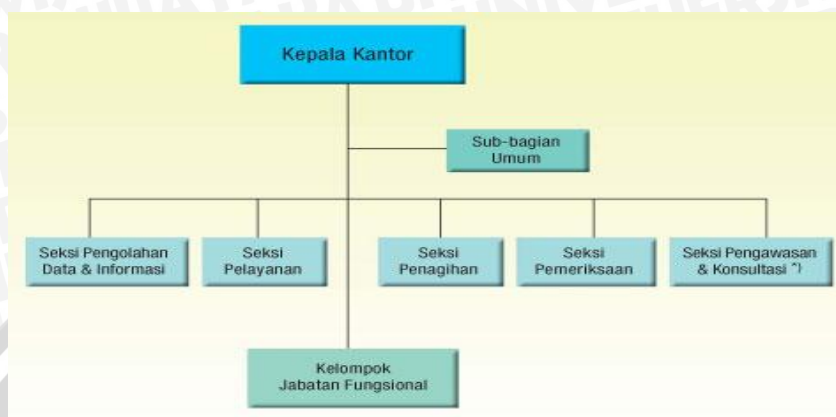 Kepala Kantor
Sub-bagian
Umum
Seksi Pengolahan
Data & Informasi
Seksi
Pelayanan
Seksi
Penagihan
Seksi
Pemeriksaan
Seksi Pengawasan
& Konsultasi *)
Kelompok
Jabatan Fungsional